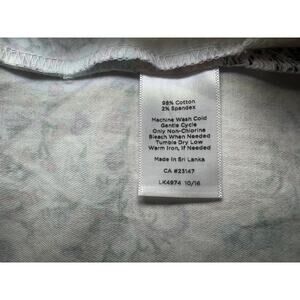 98% Cotton
2% Spandex
Machine Wash Cold
Gentle Cycle
Only Non-Chlorine
Bleach When Needed
Tumble Dry Low
Warm Iron, If Needed
Made In Sri Lanka
CA #23147
LK4974 10/16